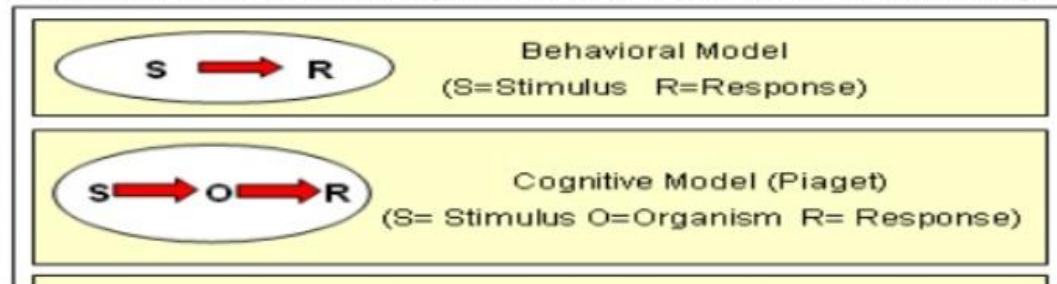 S R
Behavioral Model
(S=Stimulus R=Response)
S O R
Cognitive Model (Piaget)
(S= Stimulus O=Organism R= Response)